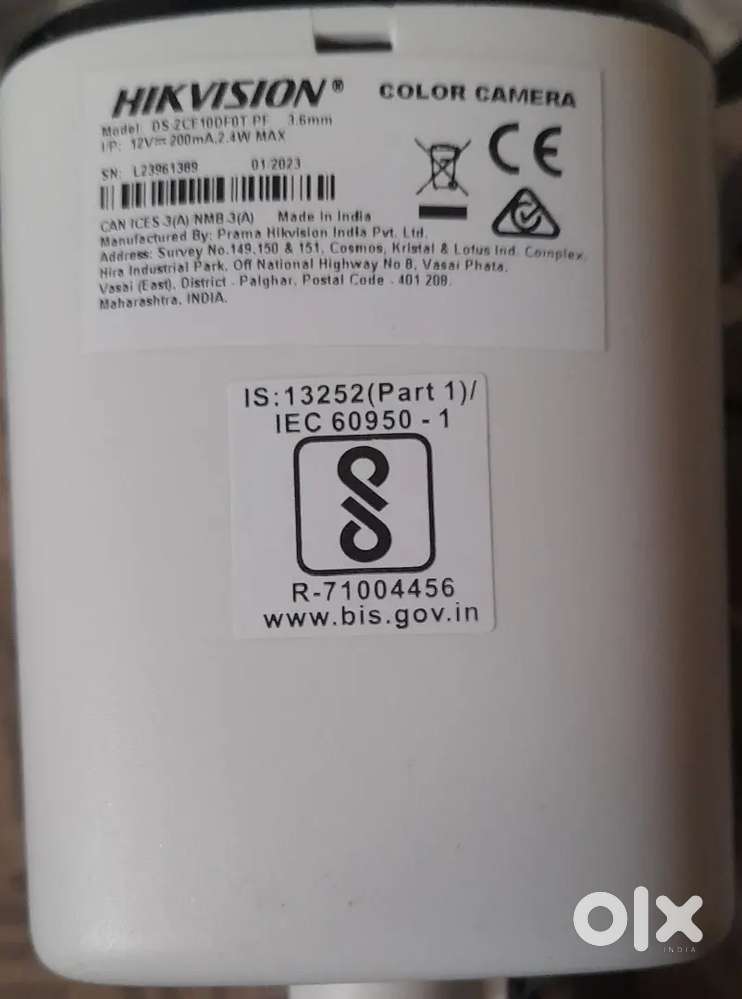 HIKVISION® COLOR CAMERA
Model: DS-2CE10DF0T-PF 3.6mm
I/P: 12V⎓200mA,2.4W MAX
SN: L23961389 01/2023
CAN ICES-3(A)/NMB-3(A) Made in India
Manufactured By: Prama Hikvision India Pvt. Ltd.
Address: Survey No.149,150 & 151, Cosmos, Kristal & Lotus Ind. Complex,
Hira Industrial Park, Off National Highway No 8, Vasai Phata,
Vasai (East), District - Palghar, Postal Code - 401 208,
Maharashtra, INDIA.
CE
IS:13252(Part 1)/
IEC 60950 - 1
R-71004456
www.bis.gov.in
olx
INDIA